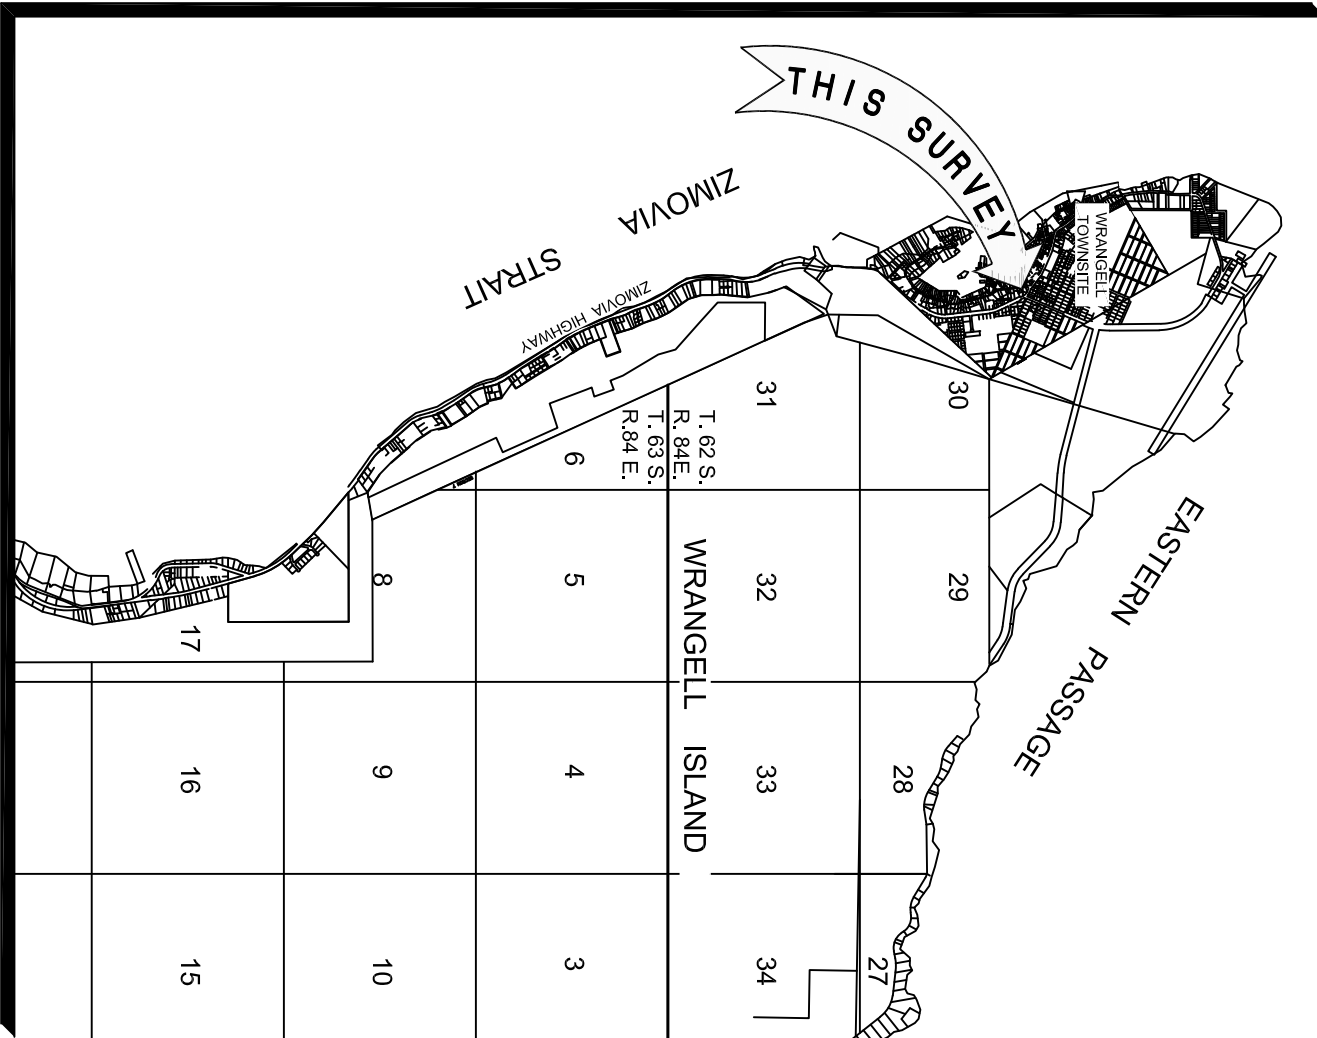 THIS SURVEY
ZIMOVIA
STRAIT
ZIMOVIA HIGHWAY
WRANGELL
TOWNSITE
31
30
T. 62 S.
R. 84E.
T. 63 S.
R.84 E.
6
EASTERN PASSAGE
WRANGELL ISLAND
8
5
32
29
17
16
9
4
33
28
15
10
3
34
27